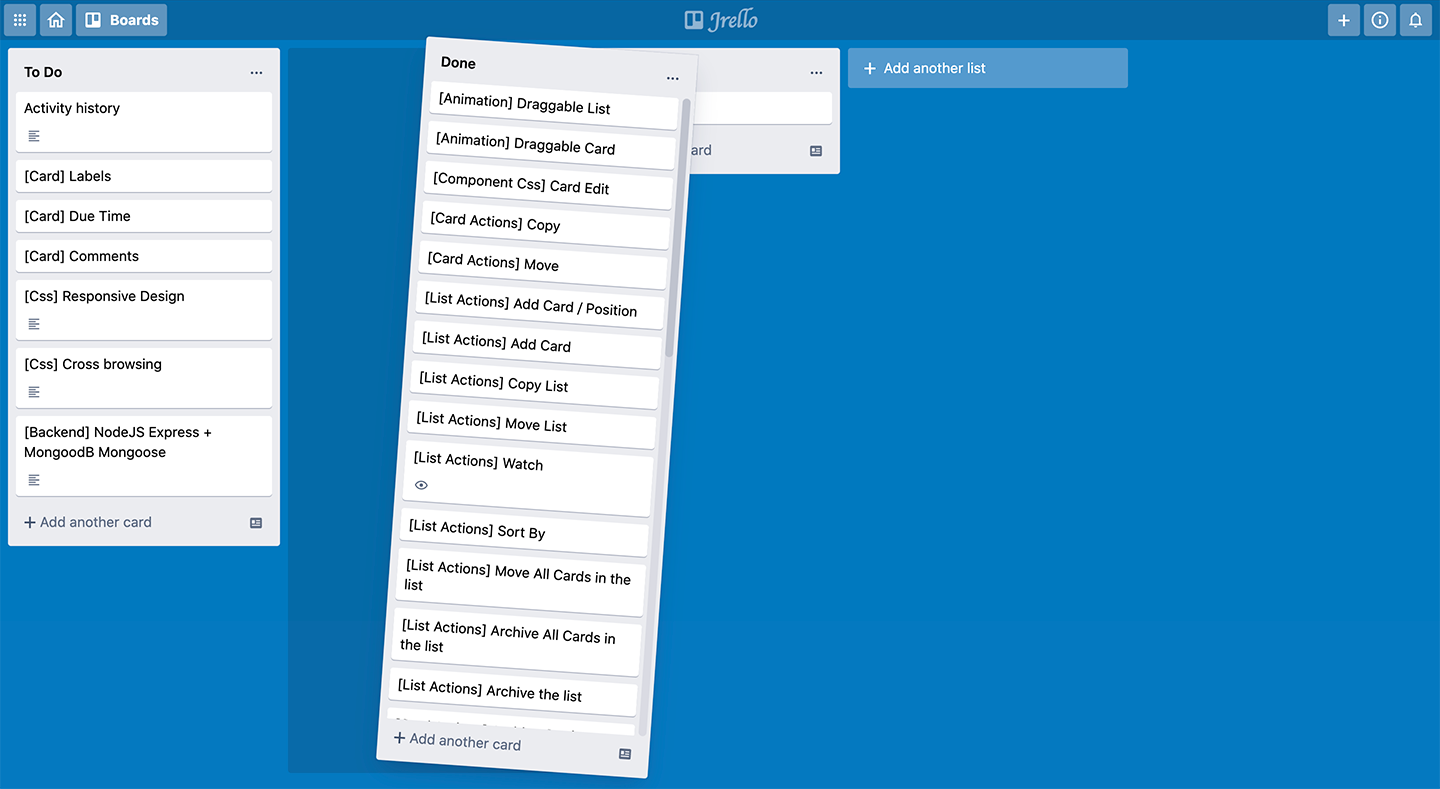 Boards
Jrello
To Do
Activity history
[Card] Labels
[Card] Due Time
[Card] Comments
[Css] Responsive Design
[Css] Cross browsing
[Backend] NodeJS Express +
MongoodB Mongoose
+ Add another card
Done
[Animation] Draggable List
[Animation] Draggable Card
[Component Css] Card Edit
[Card Actions] Copy
[Card Actions] Move
[List Actions] Add Card / Position
[List Actions] Add Card
[List Actions] Copy List
[List Actions] Move List
[List Actions] Watch
[List Actions] Sort By
[List Actions] Move All Cards in the
list
[List Actions] Archive All Cards in
the list
[List Actions] Archive the list
+ Add another card
ard
+ Add another list